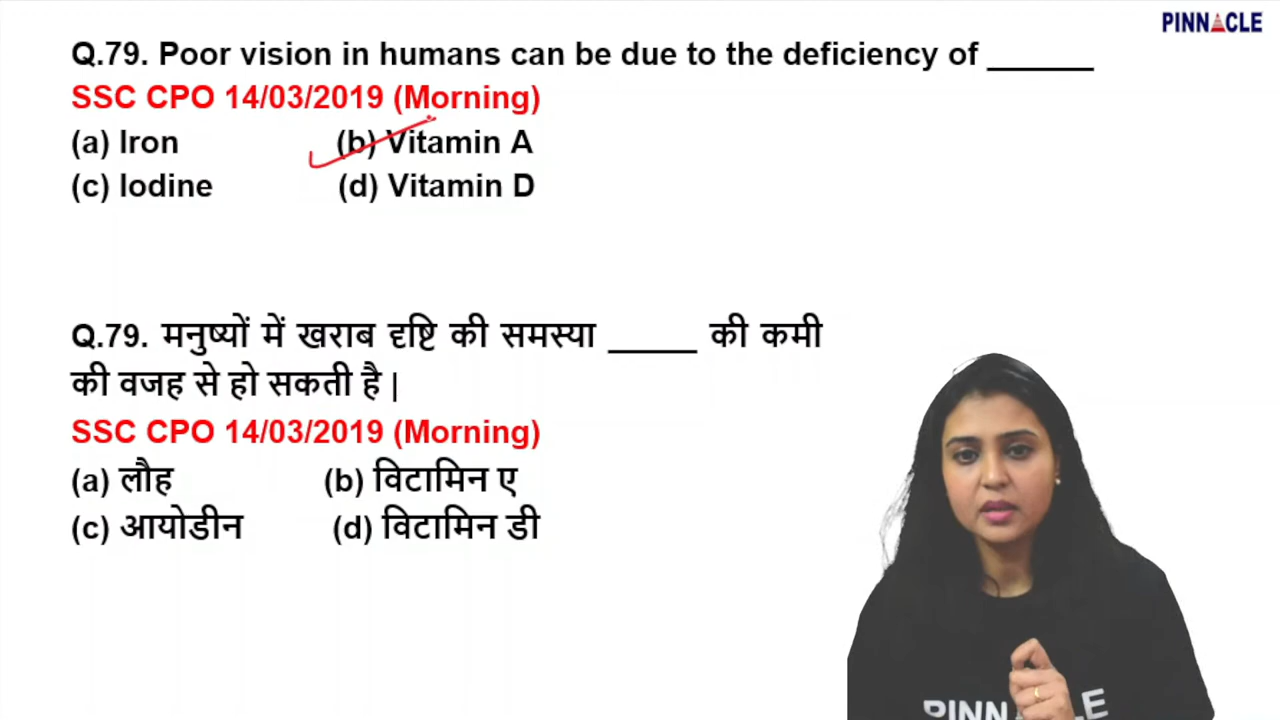 PINNACLE
Q.79. Poor vision in humans can be due to the deficiency of ______
SSC CPO 14/03/2019 (Morning)
(a) Iron (b) Vitamin A
(c) Iodine (d) Vitamin D
Q.79. मनुष्यों में खराब दृष्टि की समस्या _____ की कमी
की वजह से हो सकती है |
SSC CPO 14/03/2019 (Morning)
(a) लौह (b) विटामिन ए
(c) आयोडीन (d) विटामिन डी